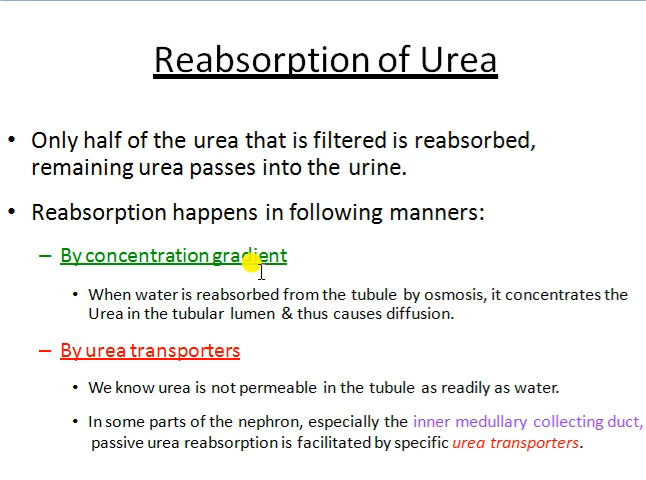 Reabsorption of Urea
• Only half of the urea that is filtered is reabsorbed,
remaining urea passes into the urine.
• Reabsorption happens in following manners:
– By concentration gradient
• When water is reabsorbed from the tubule by osmosis, it concentrates the
Urea in the tubular lumen & thus causes diffusion.
– By urea transporters
• We know urea is not permeable in the tubule as readily as water.
• In some parts of the nephron, especially the inner medullary collecting duct,
passive urea reabsorption is facilitated by specific urea transporters.